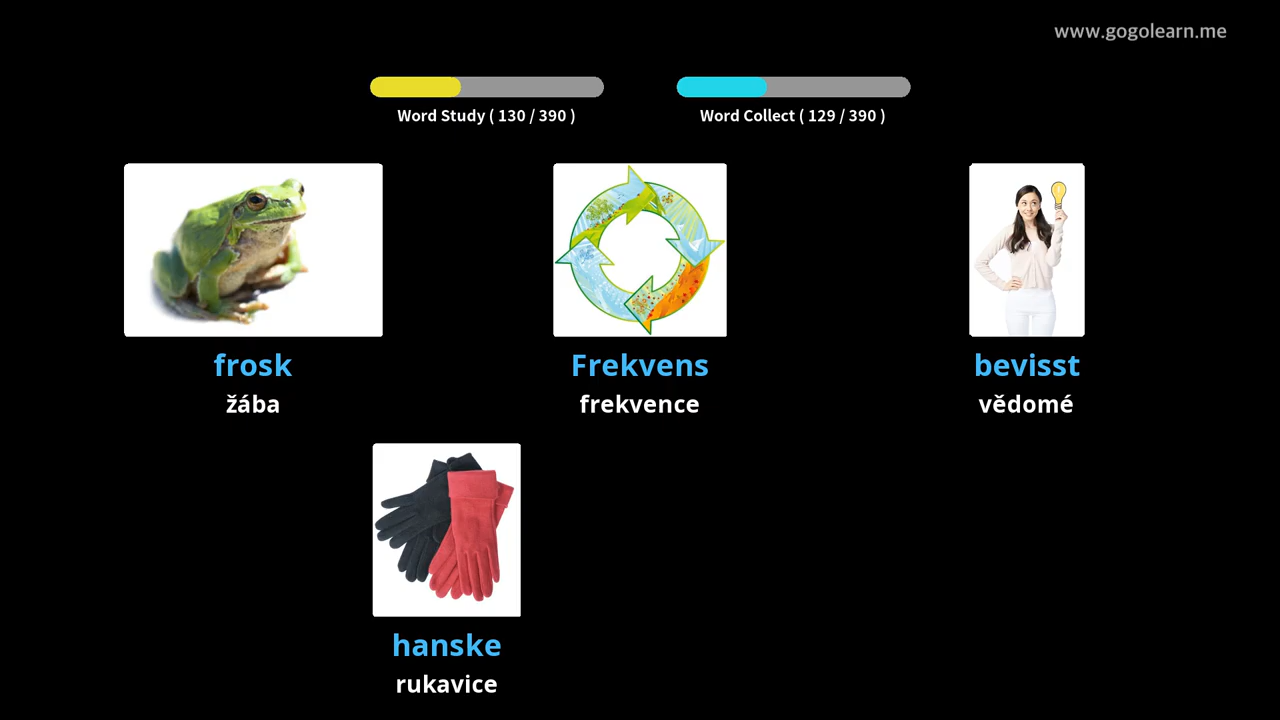 www.gogolearn.me
Word Study ( 130 / 390 )
Word Collect ( 129 / 390 )
frosk
žába
Frekvens
frekvence
bevisst
vědomé
hanske
rukavice